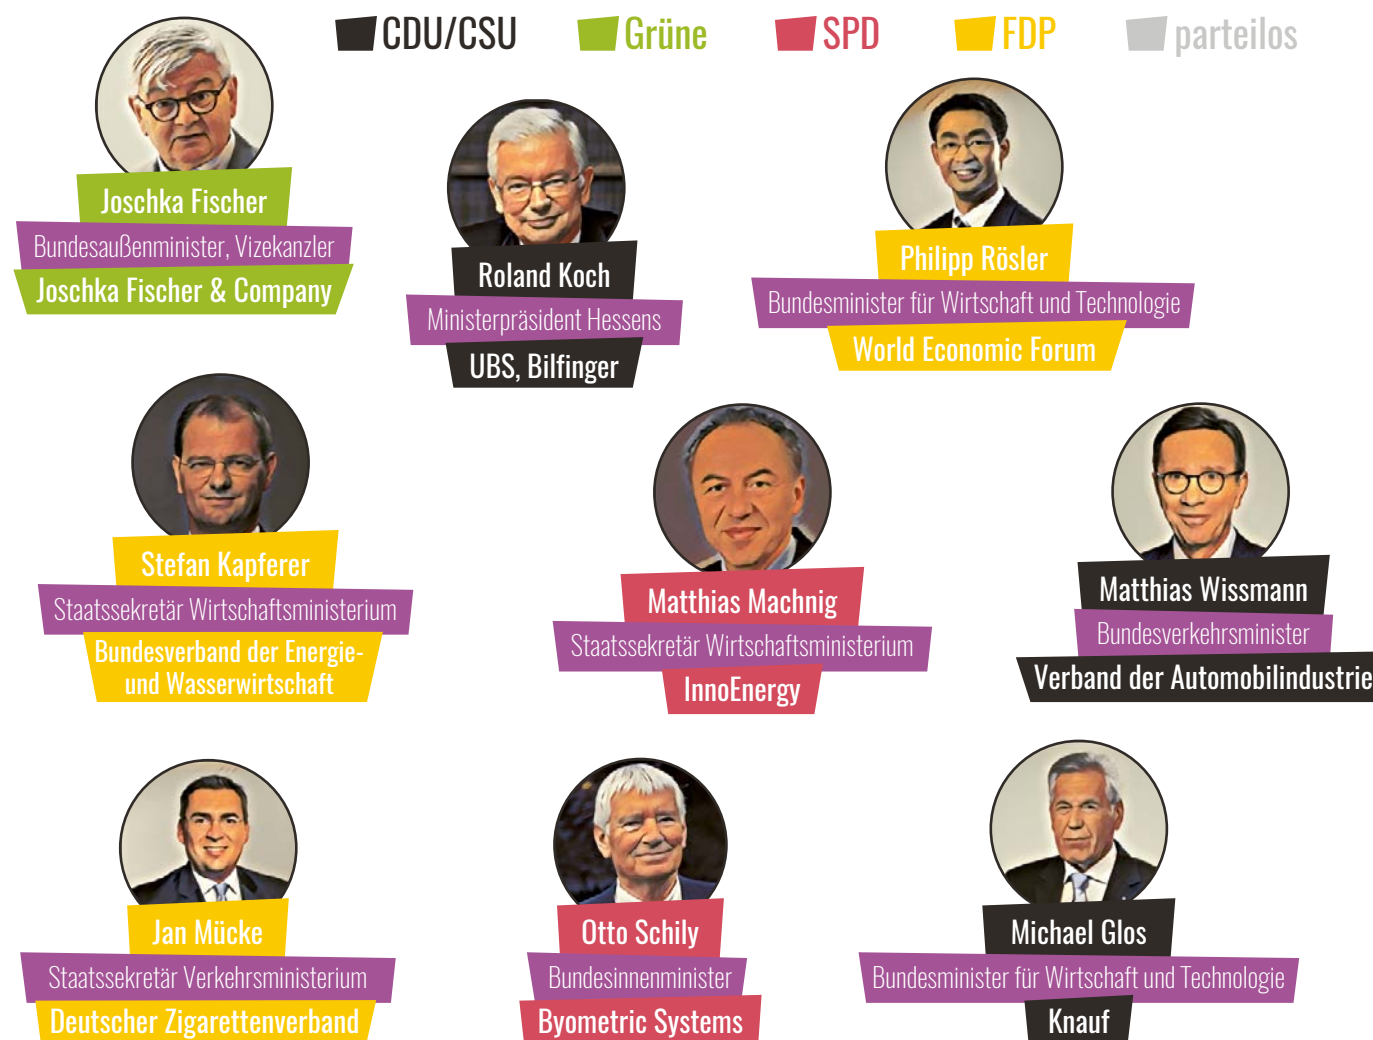 CDU/CSU
Grüne
SPD
FDP
parteilos
Joschka Fischer
Bundesaußenminister, Vizekanzler
Joschka Fischer & Company
Roland Koch
Ministerpräsident Hessens
UBS, Bilfinger
Philipp Rösler
Bundesminister für Wirtschaft und Technologie
World Economic Forum
Stefan Kapferer
Staatssekretär Wirtschaftsministerium
Bundesverband der Energie-
und Wasserwirtschaft
Matthias Machnig
Staatssekretär Wirtschaftsministerium
InnoEnergy
Matthias Wissmann
Bundesverkehrsminister
Verband der Automobilindustrie
Jan Mücke
Staatssekretär Verkehrsministerium
Deutscher Zigarettenverband
Otto Schily
Bundesinnenminister
Byometric Systems
Michael Glos
Bundesminister für Wirtschaft und Technologie
Knauf